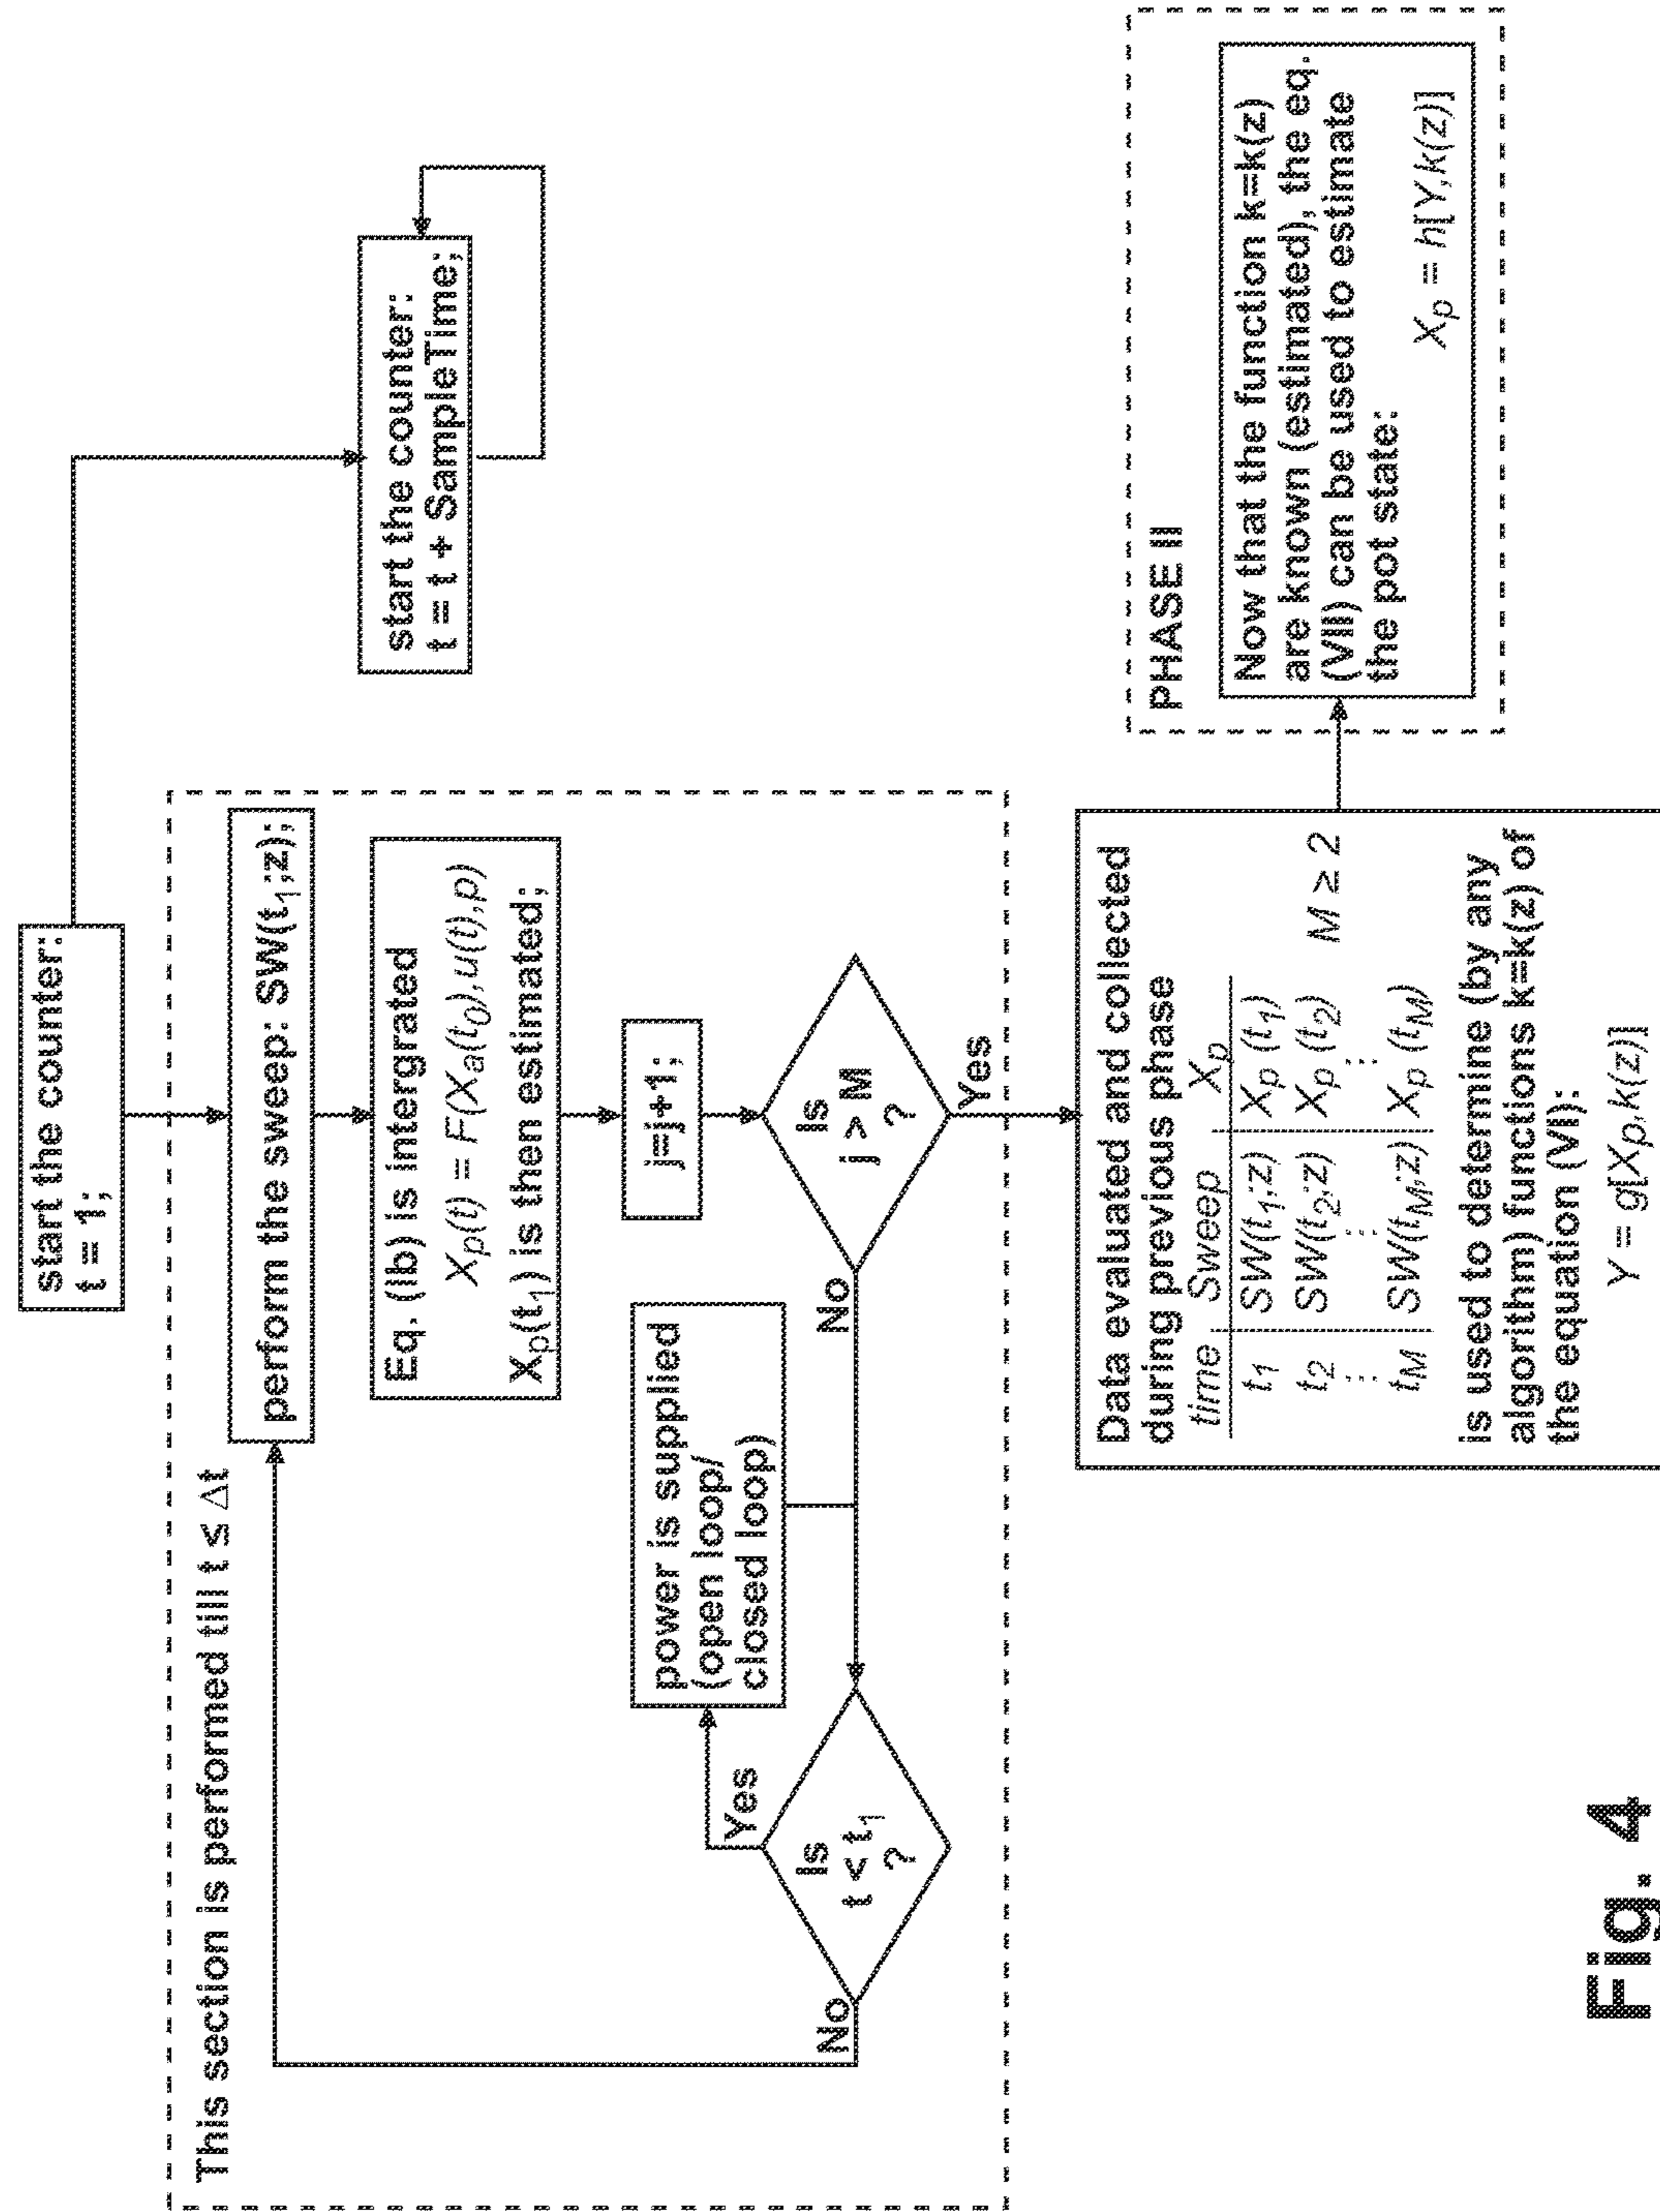 start the counter:
t = 1;
start the counter:
t = t + SampleTime;
This section is performed till t ≤ Δt
perform the sweep: SW(t₁;z);
Eq. (Ib) is intergrated
Xₚ(t) = F(Xₐ(t₀),u(t),p)
Xₚ(t₁) is then estimated;
j=j+1;
is
j > M
?
No
Yes
power is supplied
(open loop/
closed loop)
Yes
is
t < t₁
?
No
Data evaluated and collected
during previous phase
time Sweep Xₚ
t₁ SW(t₁;z) Xₚ(t₁)
t₂ SW(t₂;z) Xₚ(t₂) M ≥ 2
⋮ ⋮ ⋮
t_M SW(t_M;z) Xₚ(t_M)
is used to determine (by any
algorithm) functions k=k(z) of
the equation (VI):
Y = g[Xₚ,k(z)]
PHASE II
Now that the function k=k(z)
are known (estimated), the eq.
(VII) can be used to estimate
the pot state:
Xₚ = h[Y,k(z)]
Fig. 4